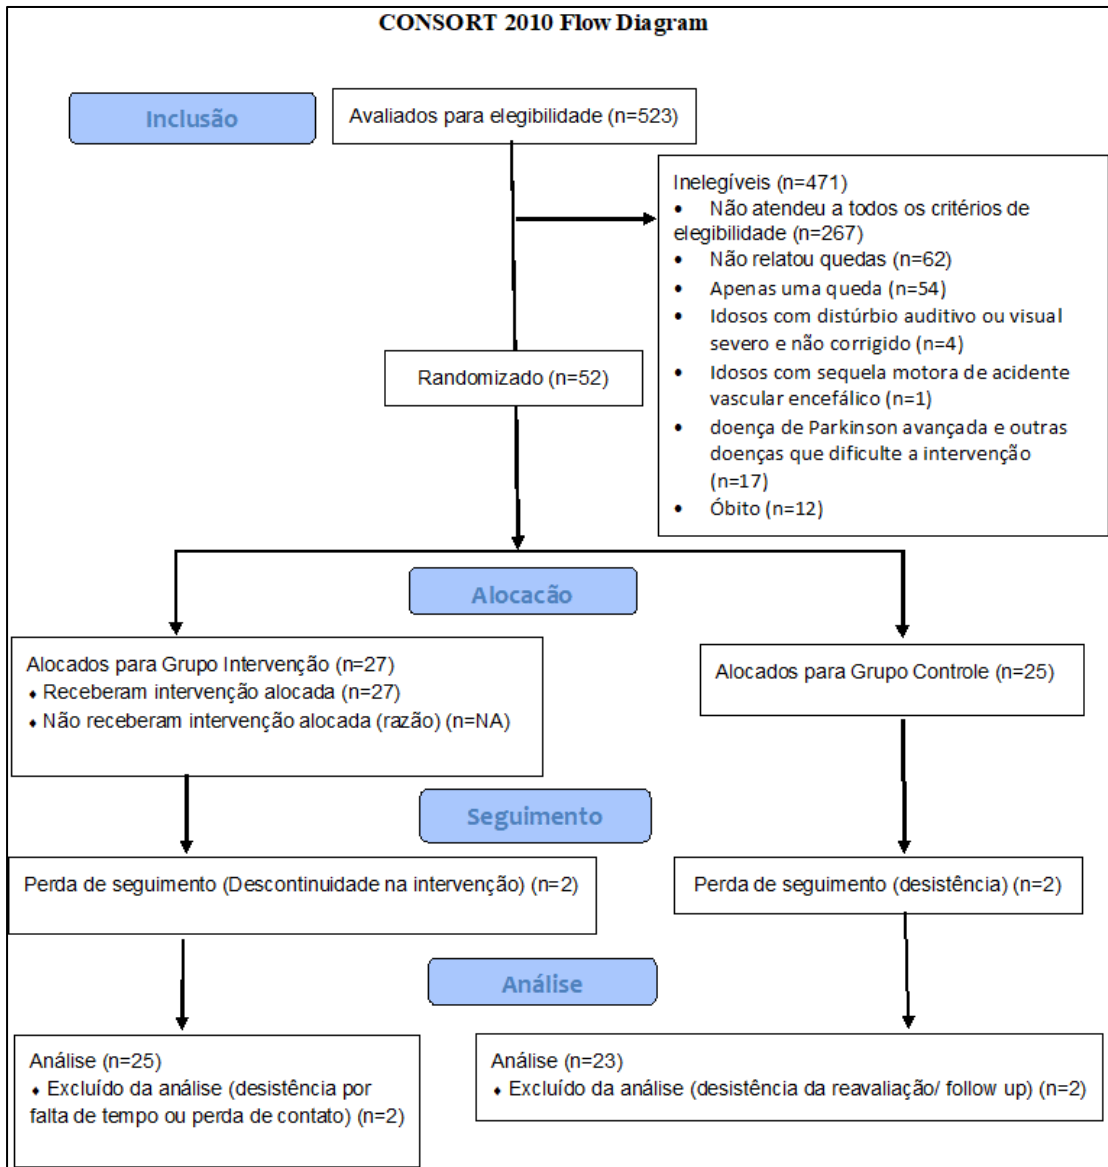 CONSORT 2010 Flow Diagram
Inclusão
Avaliados para elegibilidade (n=523)
Inelegíveis (n=471)
• Não atendeu a todos os critérios de
elegibilidade (n=267)
• Não relatou quedas (n=62)
• Apenas uma queda (n=54)
• Idosos com distúrbio auditivo ou visual
severo e não corrigido (n=4)
• Idosos com sequela motora de acidente
vascular encefálico (n=1)
• doença de Parkinson avançada e outras
doenças que dificulte a intervenção
(n=17)
• Óbito (n=12)
Randomizado (n=52)
Alocacão
Alocados para Grupo Intervenção (n=27)
♦ Receberam intervenção alocada (n=27)
♦ Não receberam intervenção alocada (razão) (n=NA)
Alocados para Grupo Controle (n=25)
Seguimento
Perda de seguimento (Descontinuidade na intervenção) (n=2)
Perda de seguimento (desistência) (n=2)
Análise
Análise (n=25)
♦ Excluído da análise (desistência por
falta de tempo ou perda de contato) (n=2)
Análise (n=23)
♦ Excluído da análise (desistência da reavaliação/ follow up) (n=2)